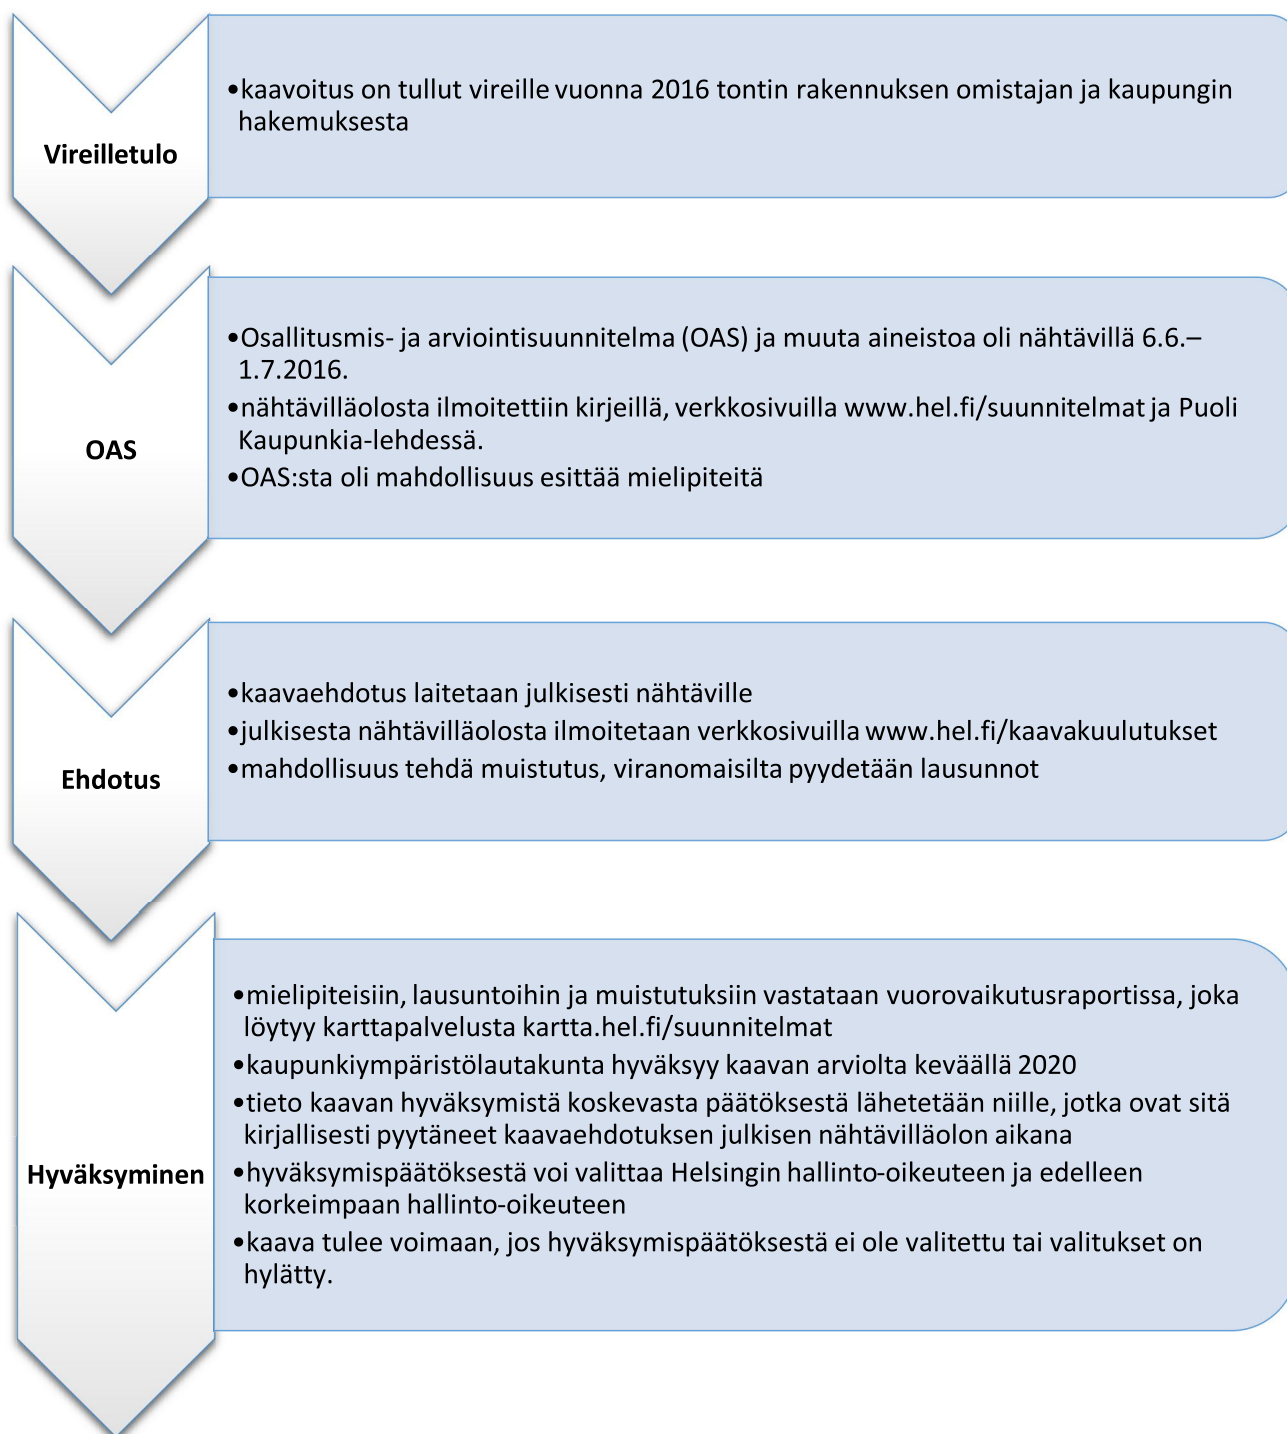 Vireilletulo
•kaavoitus on tullut vireille vuonna 2016 tontin rakennuksen omistajan ja kaupungin
hakemuksesta
OAS
•Osallitusmis- ja arviointisuunnitelma (OAS) ja muuta aineistoa oli nähtävillä 6.6.–
1.7.2016.
•nähtävilläolosta ilmoitettiin kirjeillä, verkkosivuilla www.hel.fi/suunnitelmat ja Puoli
Kaupunkia-lehdessä.
•OAS:sta oli mahdollisuus esittää mielipiteitä
Ehdotus
•kaavaehdotus laitetaan julkisesti nähtäville
•julkisesta nähtävilläolosta ilmoitetaan verkkosivuilla www.hel.fi/kaavakuulutukset
•mahdollisuus tehdä muistutus, viranomaisilta pyydetään lausunnot
Hyväksyminen
•mielipiteisiin, lausuntoihin ja muistutuksiin vastataan vuorovaikutusraportissa, joka
löytyy karttapalvelusta kartta.hel.fi/suunnitelmat
•kaupunkiympäristölautakunta hyväksyy kaavan arviolta keväällä 2020
•tieto kaavan hyväksymistä koskevasta päätöksestä lähetetään niille, jotka ovat sitä
kirjallisesti pyytäneet kaavaehdotuksen julkisen nähtävilläolon aikana
•hyväksymispäätöksestä voi valittaa Helsingin hallinto-oikeuteen ja edelleen
korkeimpaan hallinto-oikeuteen
•kaava tulee voimaan, jos hyväksymispäätöksestä ei ole valitettu tai valitukset on
hylätty.